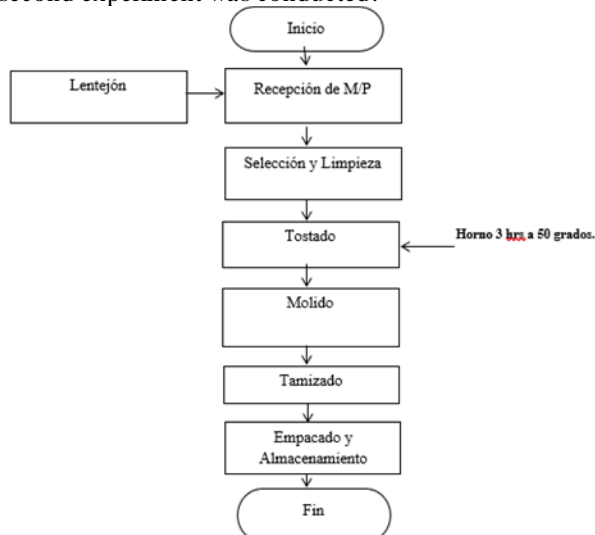 second experiment was conducted.
Inicio
Lentejón
Recepción de M/P
Selección y Limpieza
Tostado
Horno 3 hrs a 50 grados.
Molido
Tamizado
Empacado y
Almacenamiento
Fin